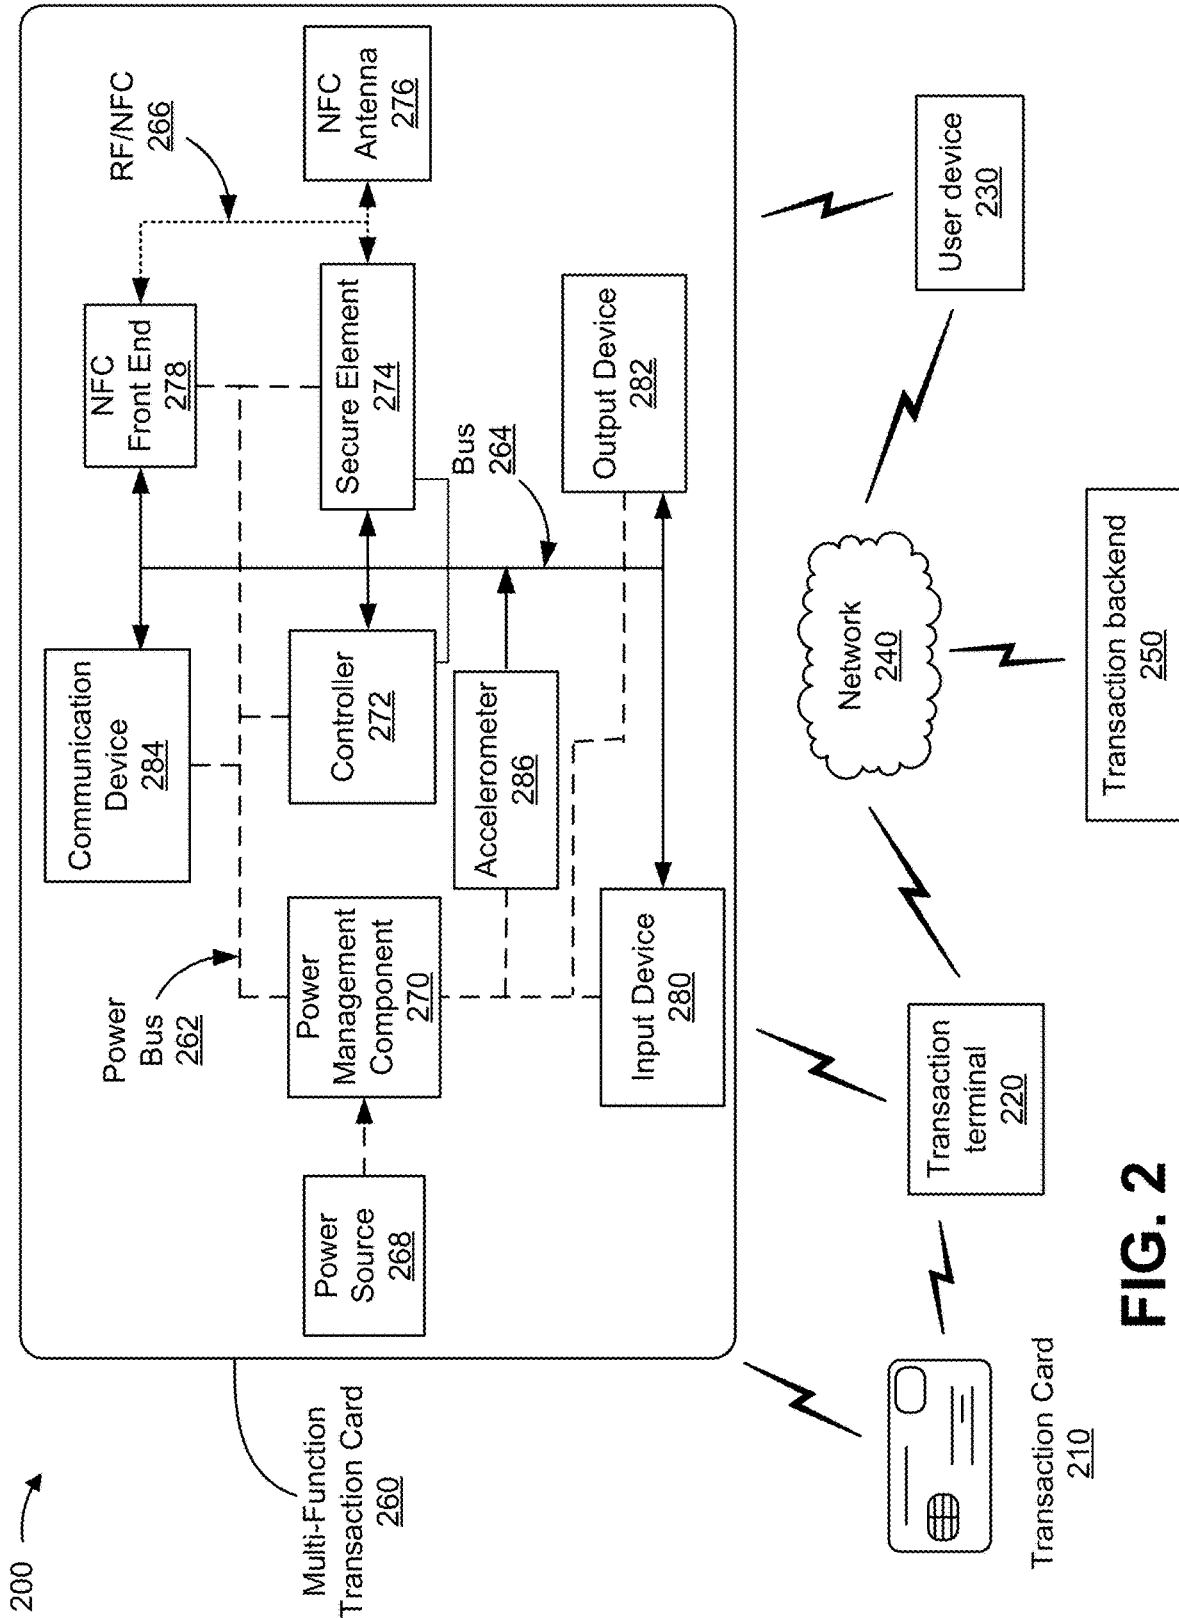 200
Multi-Function
Transaction Card
260
Power
Source
268
Power
Bus
262
Power
Management
Component
270
Communication
Device
284
Controller
272
Accelerometer
286
Input Device
280
NFC
Front End
278
Secure Element
274
Bus
264
Output Device
282
RF/NFC
266
NFC
Antenna
276
Transaction Card
210
Transaction
terminal
220
Network
240
User device
230
Transaction backend
250
FIG. 2